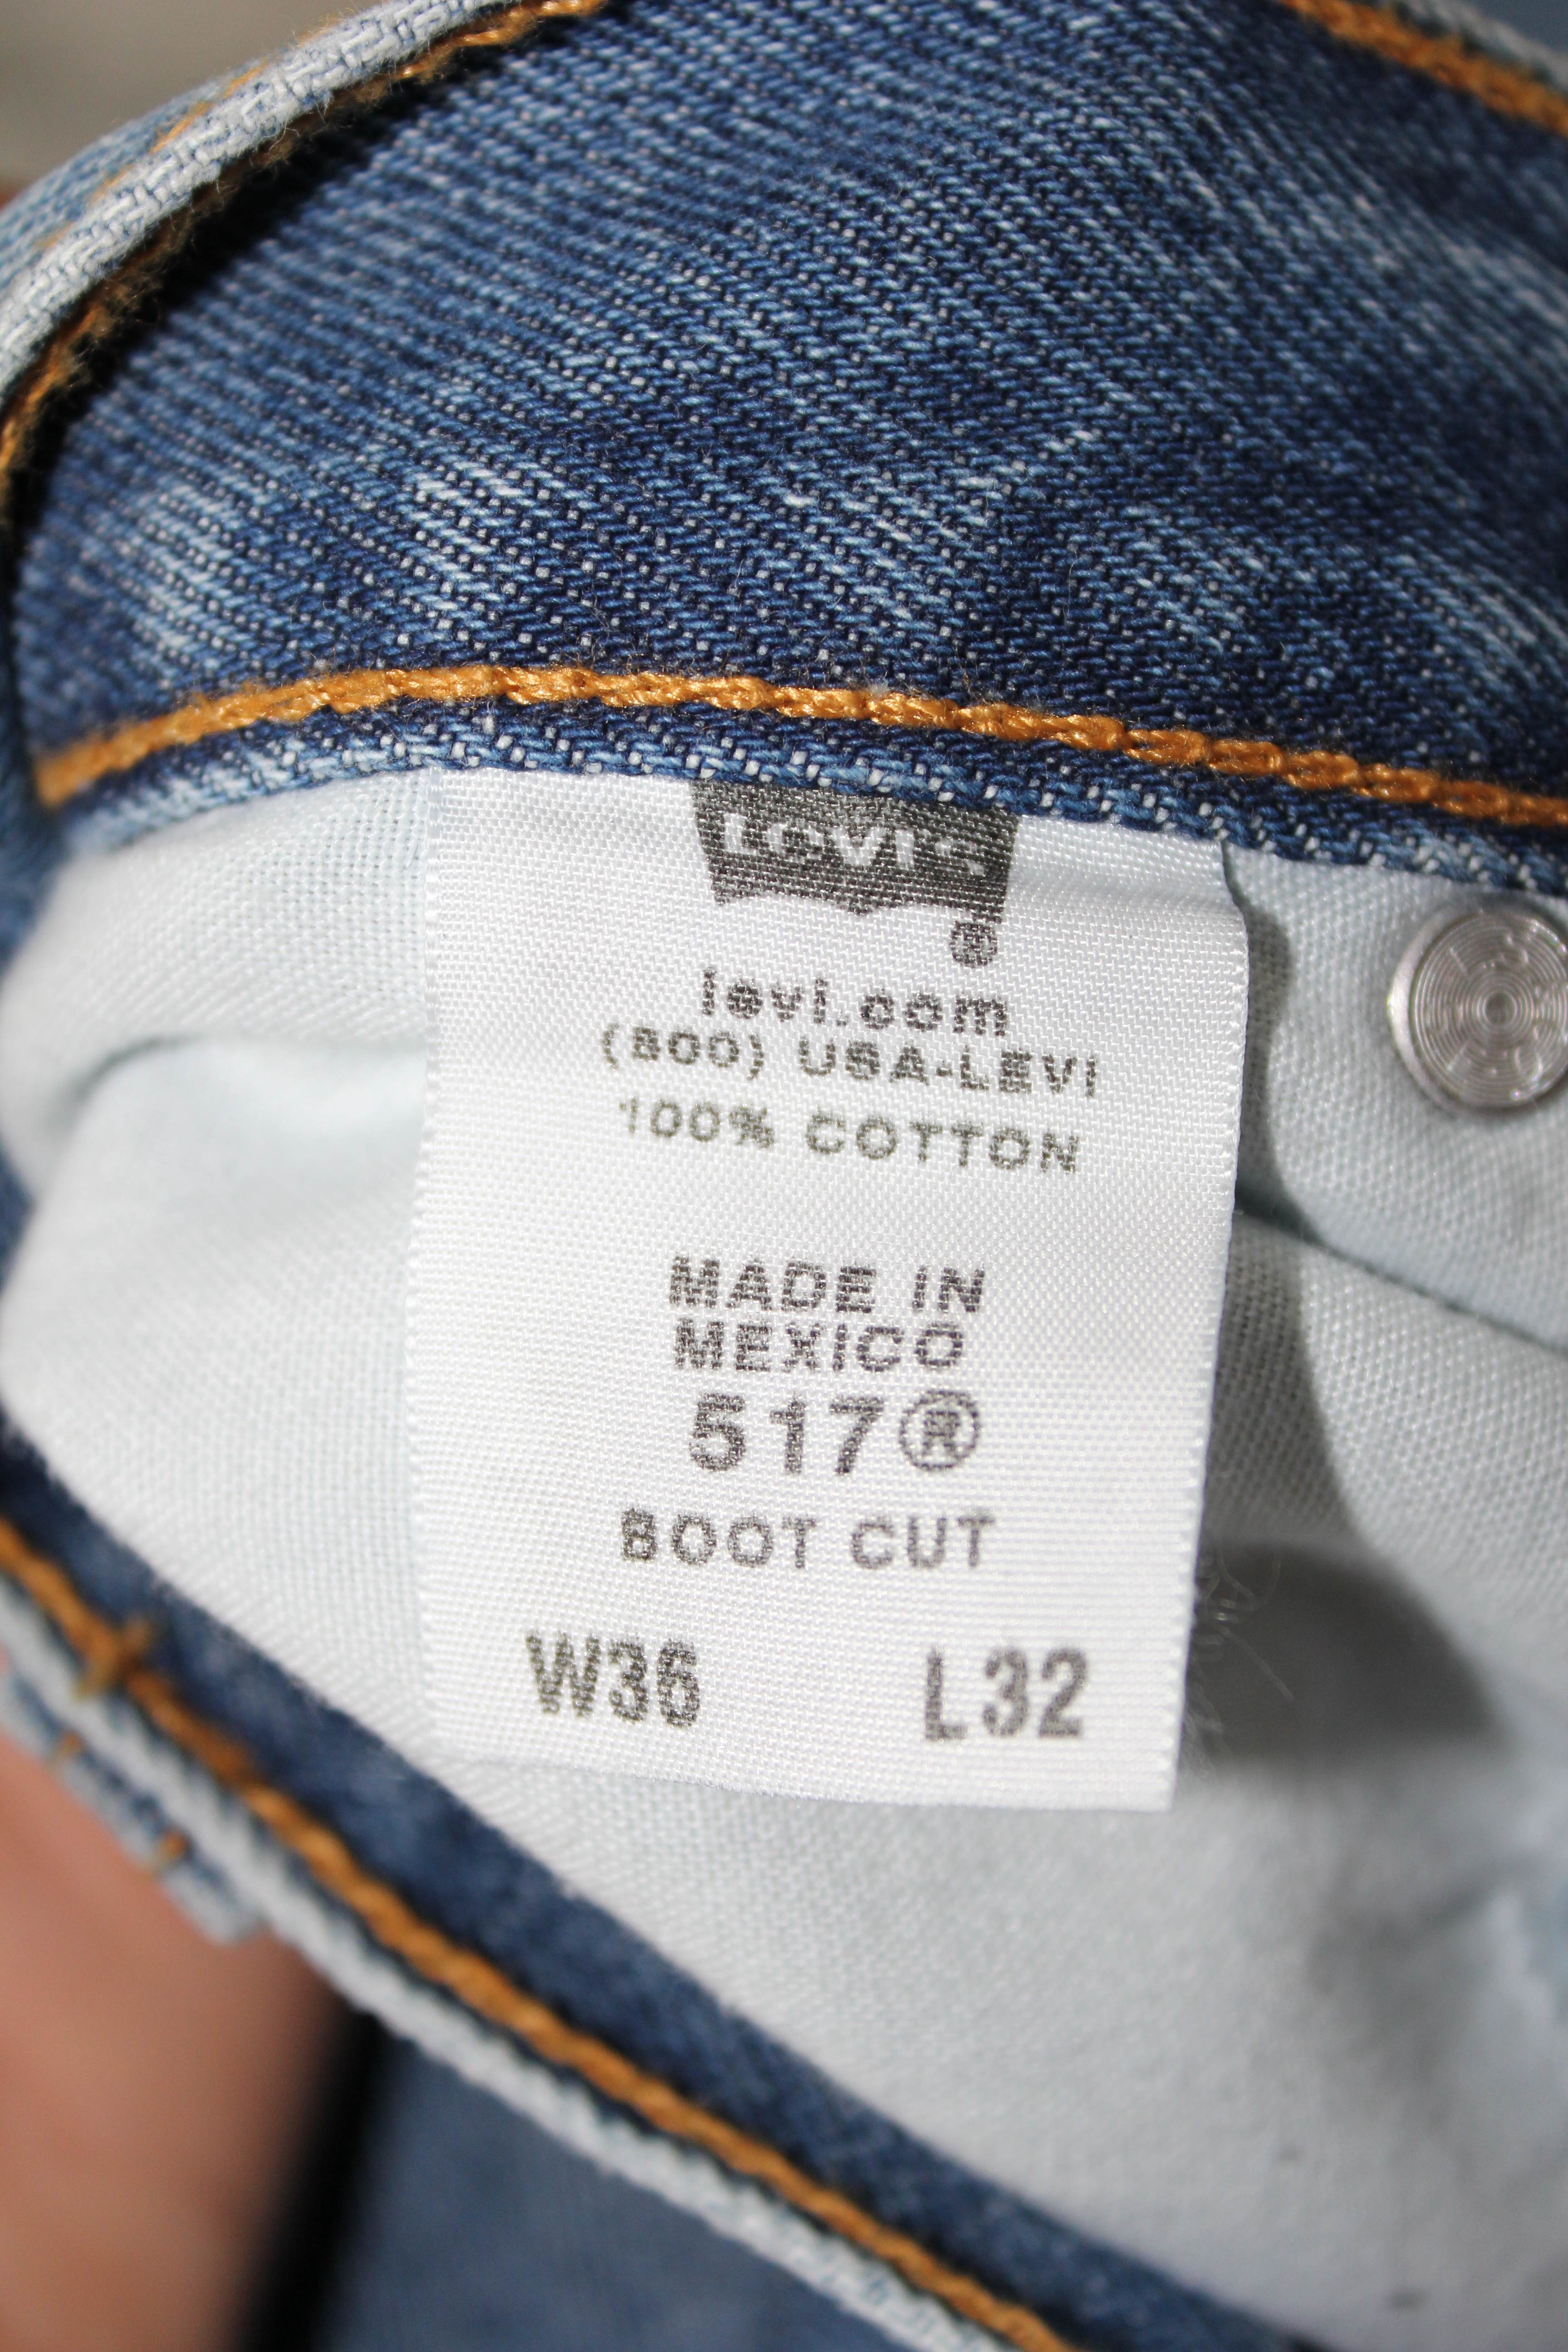 LEVI'S
®
levi.com
(800) USA-LEVI
100% COTTON
MADE IN
MEXICO
517®
BOOT CUT
W36 L32